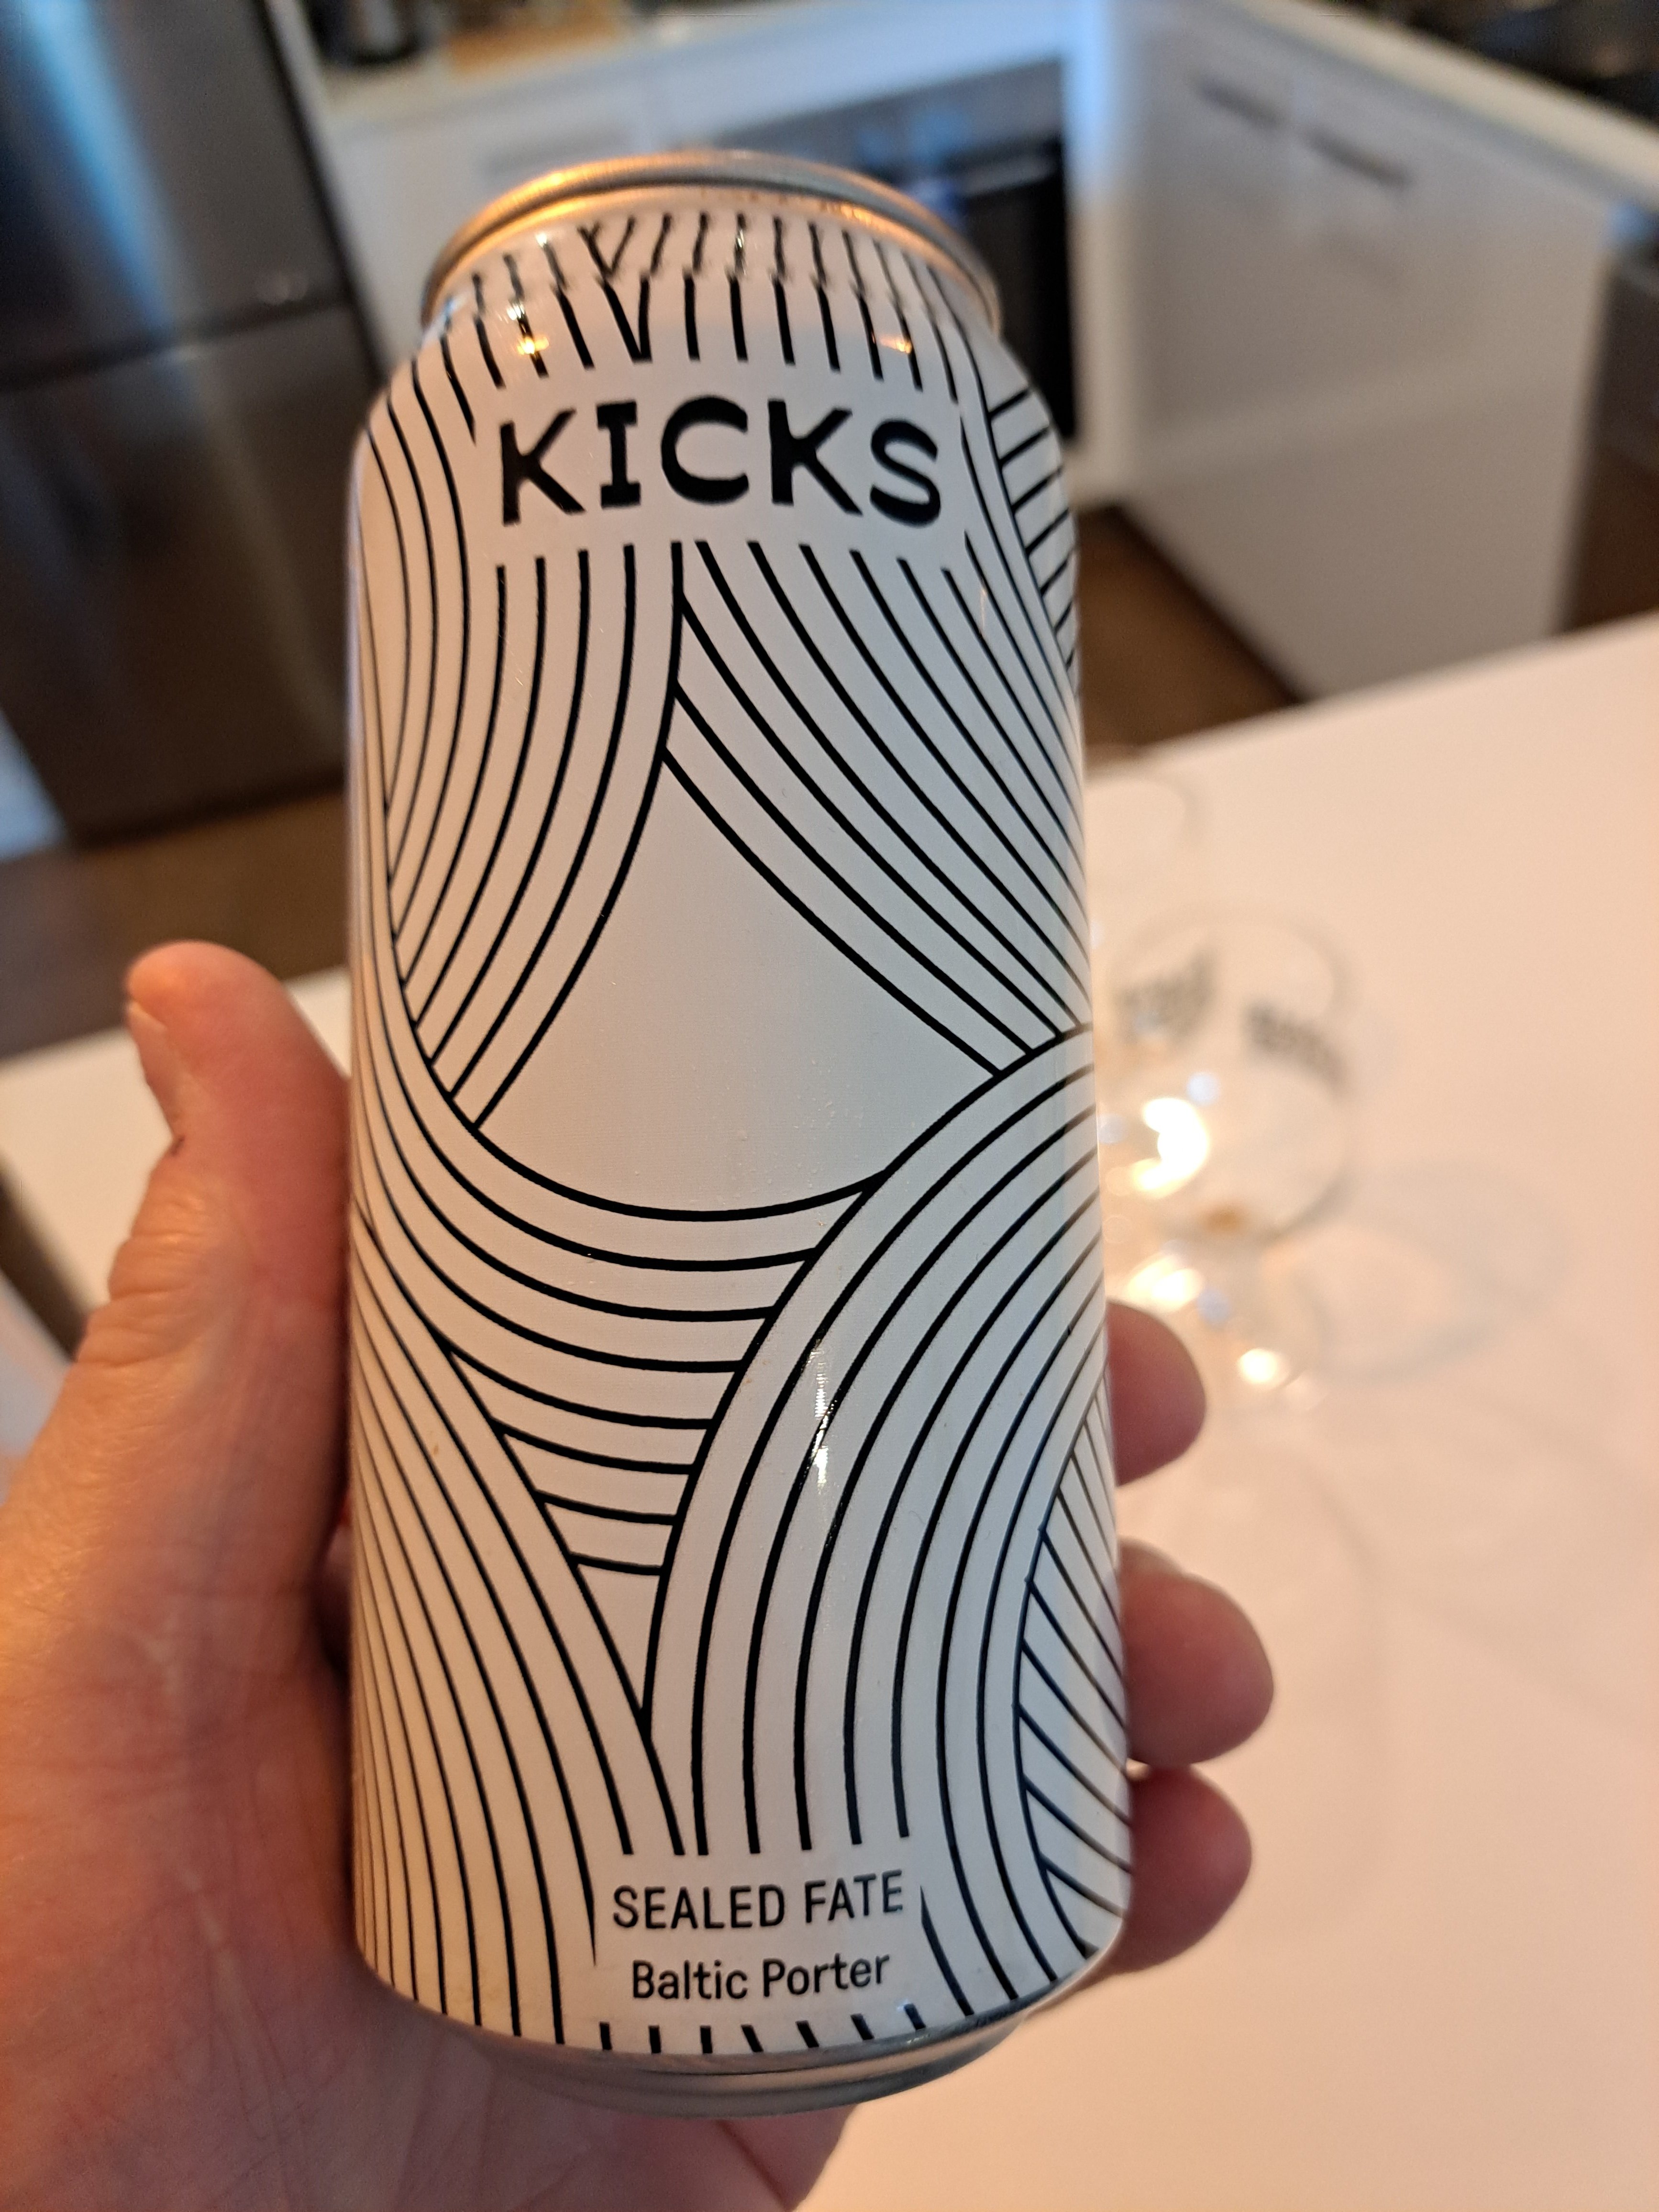 KICKS
SEALED FATE
Baltic Porter